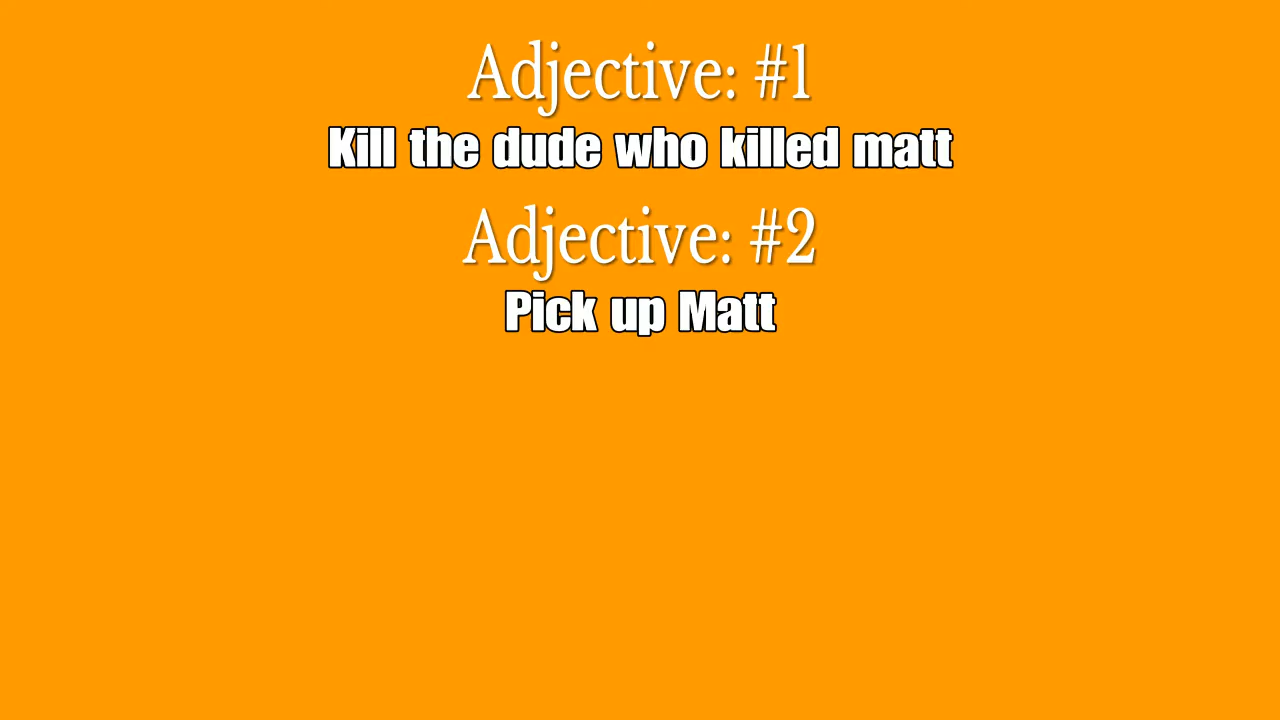 Adjective: #1
Kill the dude who killed matt
Adjective: #2
Pick up Matt